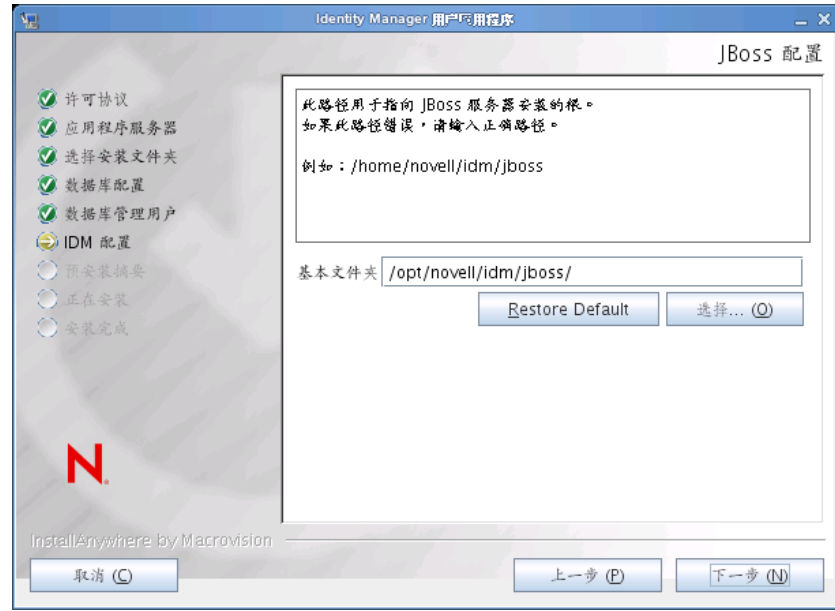 Identity Manager 用户应用程序
JBoss 配置
许可协议
应用程序服务器
选择安装文件夹
数据库配置
数据库管理用户
IDM 配置
预安装摘要
正在安装
安装完成
此路径用于指向 JBoss 服务器安装的根。
如果此路径错误，请输入正确路径。
例如：/home/novell/idm/jboss
基本文件夹 /opt/novell/idm/jboss/
Restore Default 选择... (O)
N
InstallAnywhere by Macrovision
取消 (C) 上一步 (P) 下一步 (N)